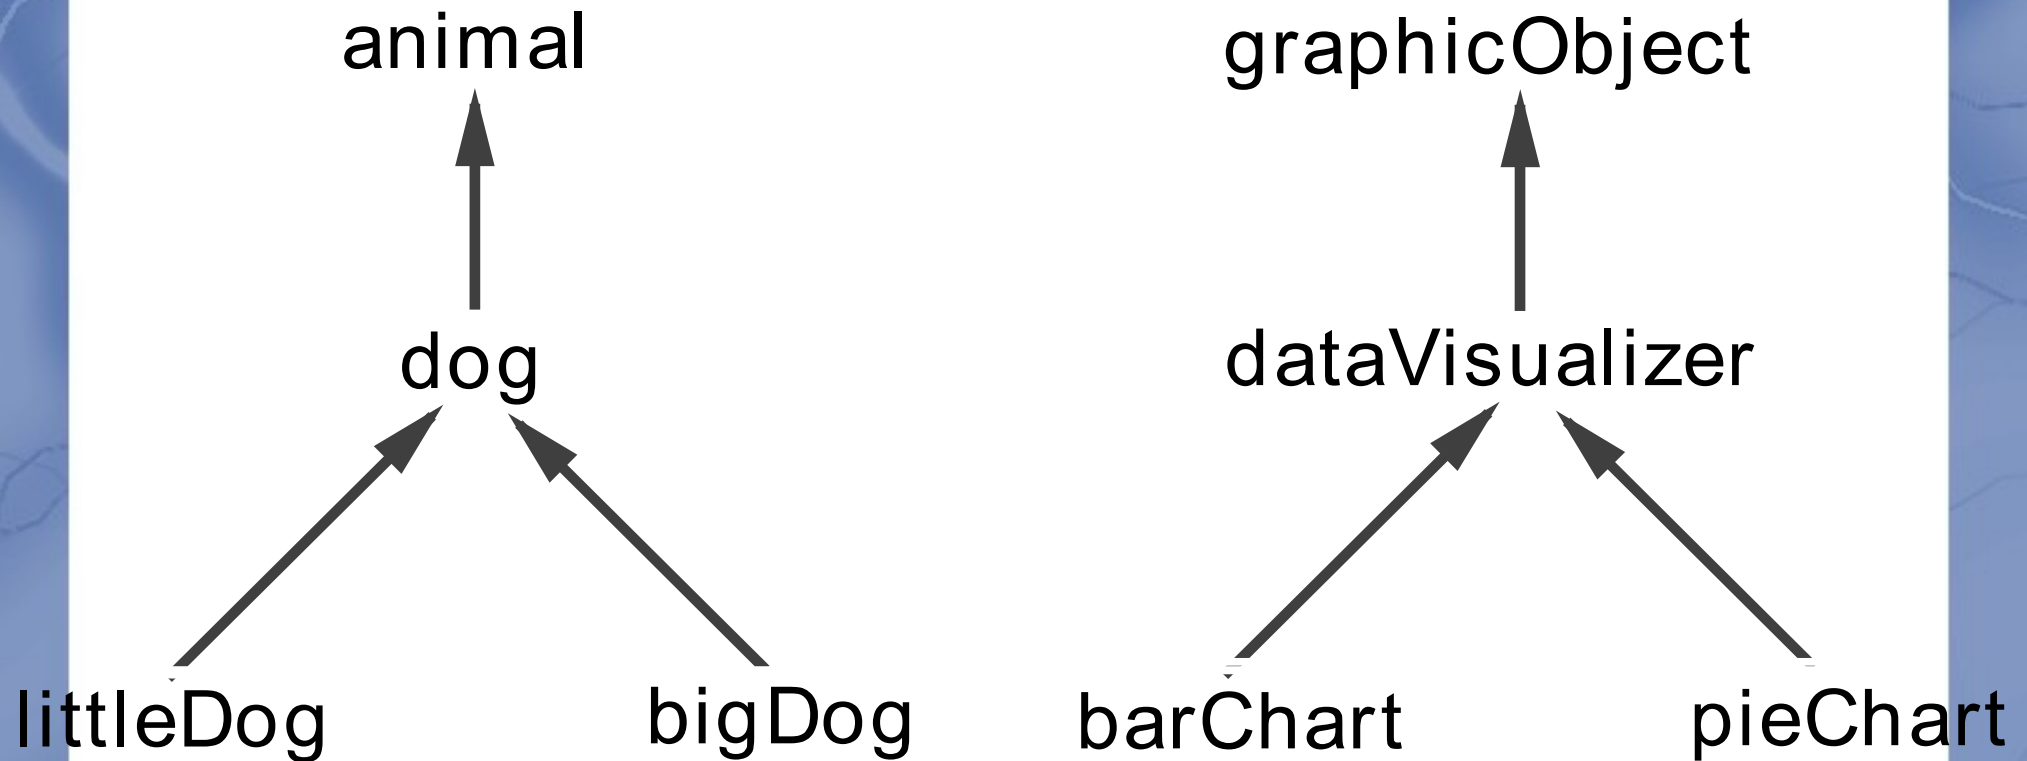 animal
graphicObject
dog
dataVisualizer
littleDog
bigDog
barChart
pieChart